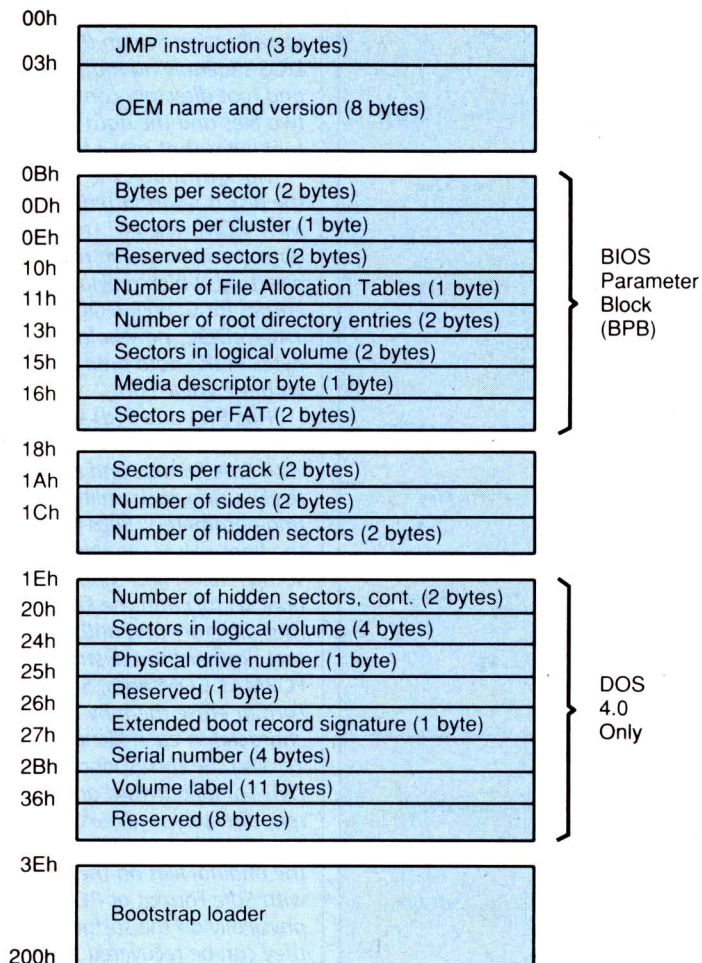 00h
JMP instruction (3 bytes)
03h
OEM name and version (8 bytes)
0Bh
Bytes per sector (2 bytes)
0Dh
Sectors per cluster (1 byte)
0Eh
Reserved sectors (2 bytes)
10h
Number of File Allocation Tables (1 byte)
11h
Number of root directory entries (2 bytes)
13h
Sectors in logical volume (2 bytes)
15h
Media descriptor byte (1 byte)
16h
Sectors per FAT (2 bytes)
BIOS
Parameter
Block
(BPB)
18h
Sectors per track (2 bytes)
1Ah
Number of sides (2 bytes)
1Ch
Number of hidden sectors (2 bytes)
1Eh
Number of hidden sectors, cont. (2 bytes)
20h
Sectors in logical volume (4 bytes)
24h
Physical drive number (1 byte)
25h
Reserved (1 byte)
26h
Extended boot record signature (1 byte)
27h
Serial number (4 bytes)
2Bh
Volume label (11 bytes)
36h
Reserved (8 bytes)
DOS
4.0
Only
3Eh
Bootstrap loader
200h